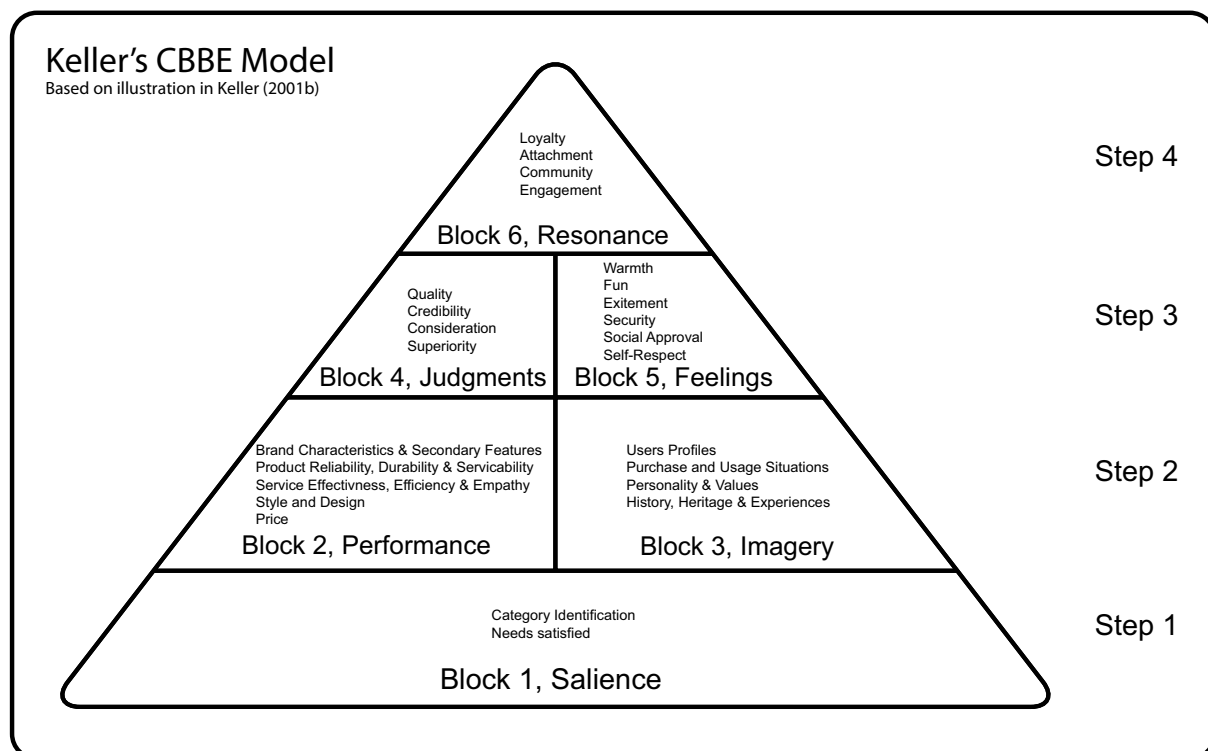 Keller’s CBBE Model
Based on illustration in Keller (2001b)
Loyalty
Attachment
Community
Engagement
Block 6, Resonance
Step 4
Quality
Credibility
Consideration
Superiority
Block 4, Judgments
Warmth
Fun
Exitement
Security
Social Approval
Self-Respect
Block 5, Feelings
Step 3
Brand Characteristics & Secondary Features
Product Reliability, Durability & Servicability
Service Effectivness, Efficiency & Empathy
Style and Design
Price
Block 2, Performance
Users Profiles
Purchase and Usage Situations
Personality & Values
History, Heritage & Experiences
Block 3, Imagery
Step 2
Category Identification
Needs satisfied
Block 1, Salience
Step 1